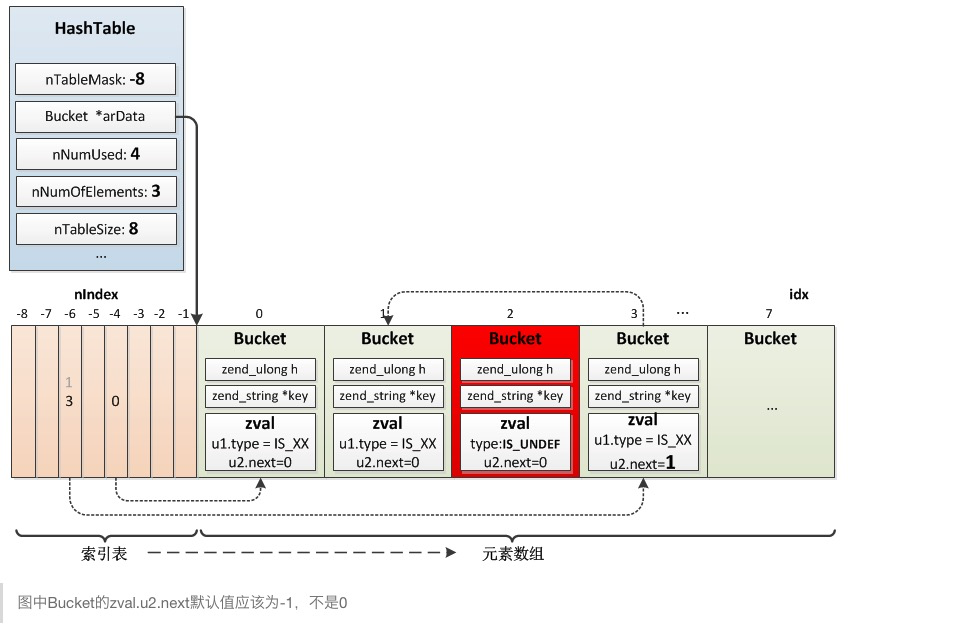 HashTable
nTableMask: -8
Bucket *arData
nNumUsed: 4
nNumOfElements: 3
nTableSize: 8
...
nIndex
idx
-8 -7 -6 -5 -4 -3 -2 -1 0 1 2 3 ... 7
Bucket Bucket Bucket Bucket Bucket
zend_ulong h zend_ulong h zend_ulong h zend_ulong h
1
zend_string *key zend_string *key zend_string *key zend_string *key
3 0 ...
zval zval zval zval
u1.type = IS_XX u1.type = IS_XX type:IS_UNDEF u1.type = IS_XX
u2.next=0 u2.next=0 u2.next=0 u2.next=1
索引表 元素数组
图中Bucket的zval.u2.next默认值应该为-1，不是0